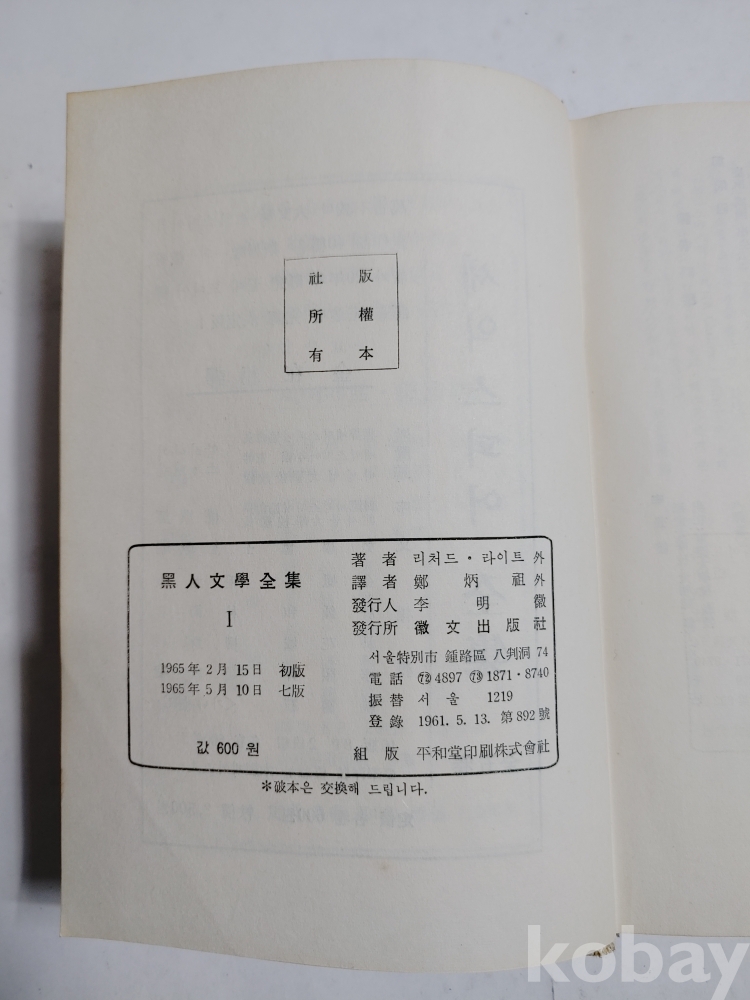 社 版
所 權
有 本
黑人文學全集
I
1965年 2月 15日 初版
1965年 5月 10日 七版
값 600 원
著者 리처드·라이트 外
譯者 鄭炳祖 外
發行人 李明徽
發行所 徽文出版社
서울特別市 鍾路區 八判洞 74
電話 ㉒ 4897 ㉓ 1871·8740
振替 서울 1219
登錄 1961. 5. 13. 第892號
組版 平和堂印刷株式會社
*破本은 交換해 드립니다.
kobay